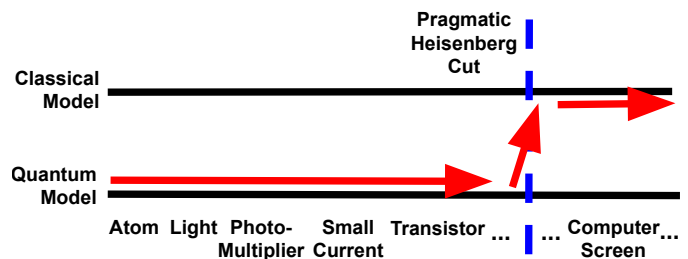 Pragmatic
Heisenberg
Cut
Classical
Model
Quantum
Model
Atom Light Photo- Small Transistor ... ... Computer ...
Multiplier Current Screen